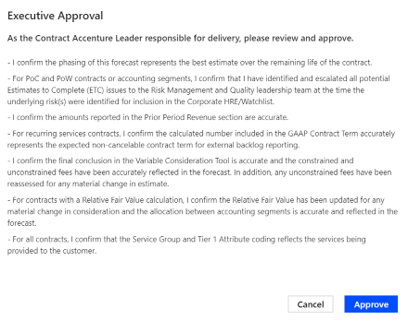 Executive Approval
As the Contract Accenture Leader responsible for delivery, please review and approve.
- I confirm the phasing of this forecast represents the best estimate over the remaining life of the contract.
- For PoC and PoW contracts or accounting segments, I confirm that I have identified and escalated all potential
Estimates to Complete (ETC) issues to the Risk Management and Quality leadership team at the time the
underlying risk(s) were identified for inclusion in the Corporate HRE/Watchlist.
- I confirm the amounts reported in the Prior Period Revenue section are accurate.
- For recurring services contracts, I confirm the calculated number included in the GAAP Contract Term accurately
represents the expected non-cancelable contract term for external backlog reporting.
- I confirm the final conclusion in the Variable Consideration Tool is accurate and the constrained and
unconstrained fees have been accurately reflected in the forecast. In addition, any unconstrained fees have been
reassessed for any material change in estimate.
- For contracts with a Relative Fair Value calculation, I confirm the Relative Fair Value has been updated for any
material change in consideration and the allocation between accounting segments is accurate and reflected in the
forecast.
- For all contracts, I confirm that the Service Group and Tier 1 Attribute coding reflects the services being
provided to the customer.
Cancel
Approve